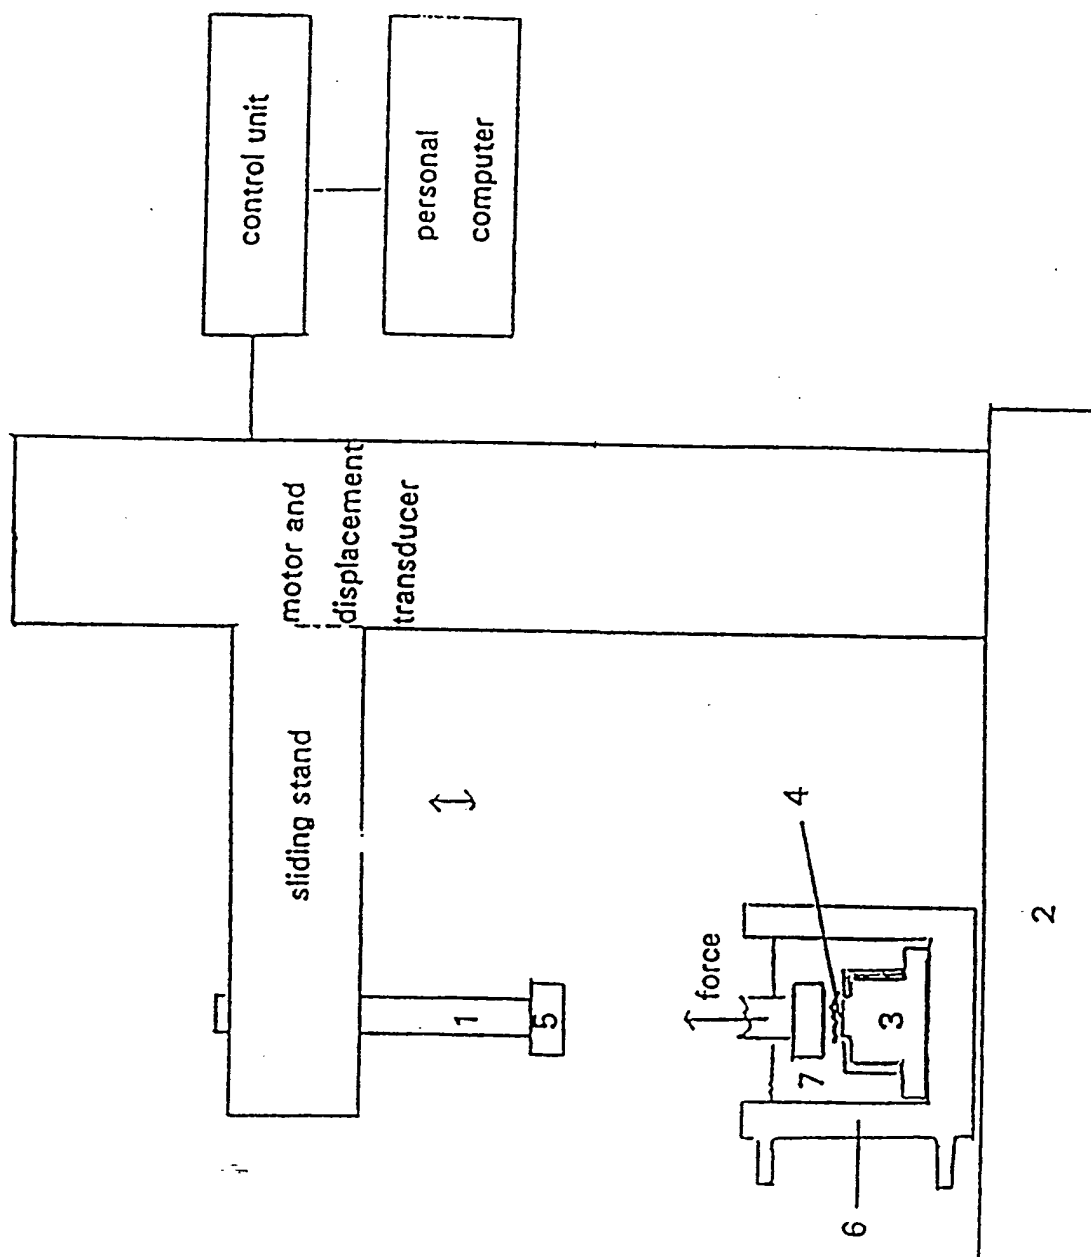 control unit
personal
computer
motor and
displacement
transducer
sliding stand
1
5
force
4
3
7
6
2